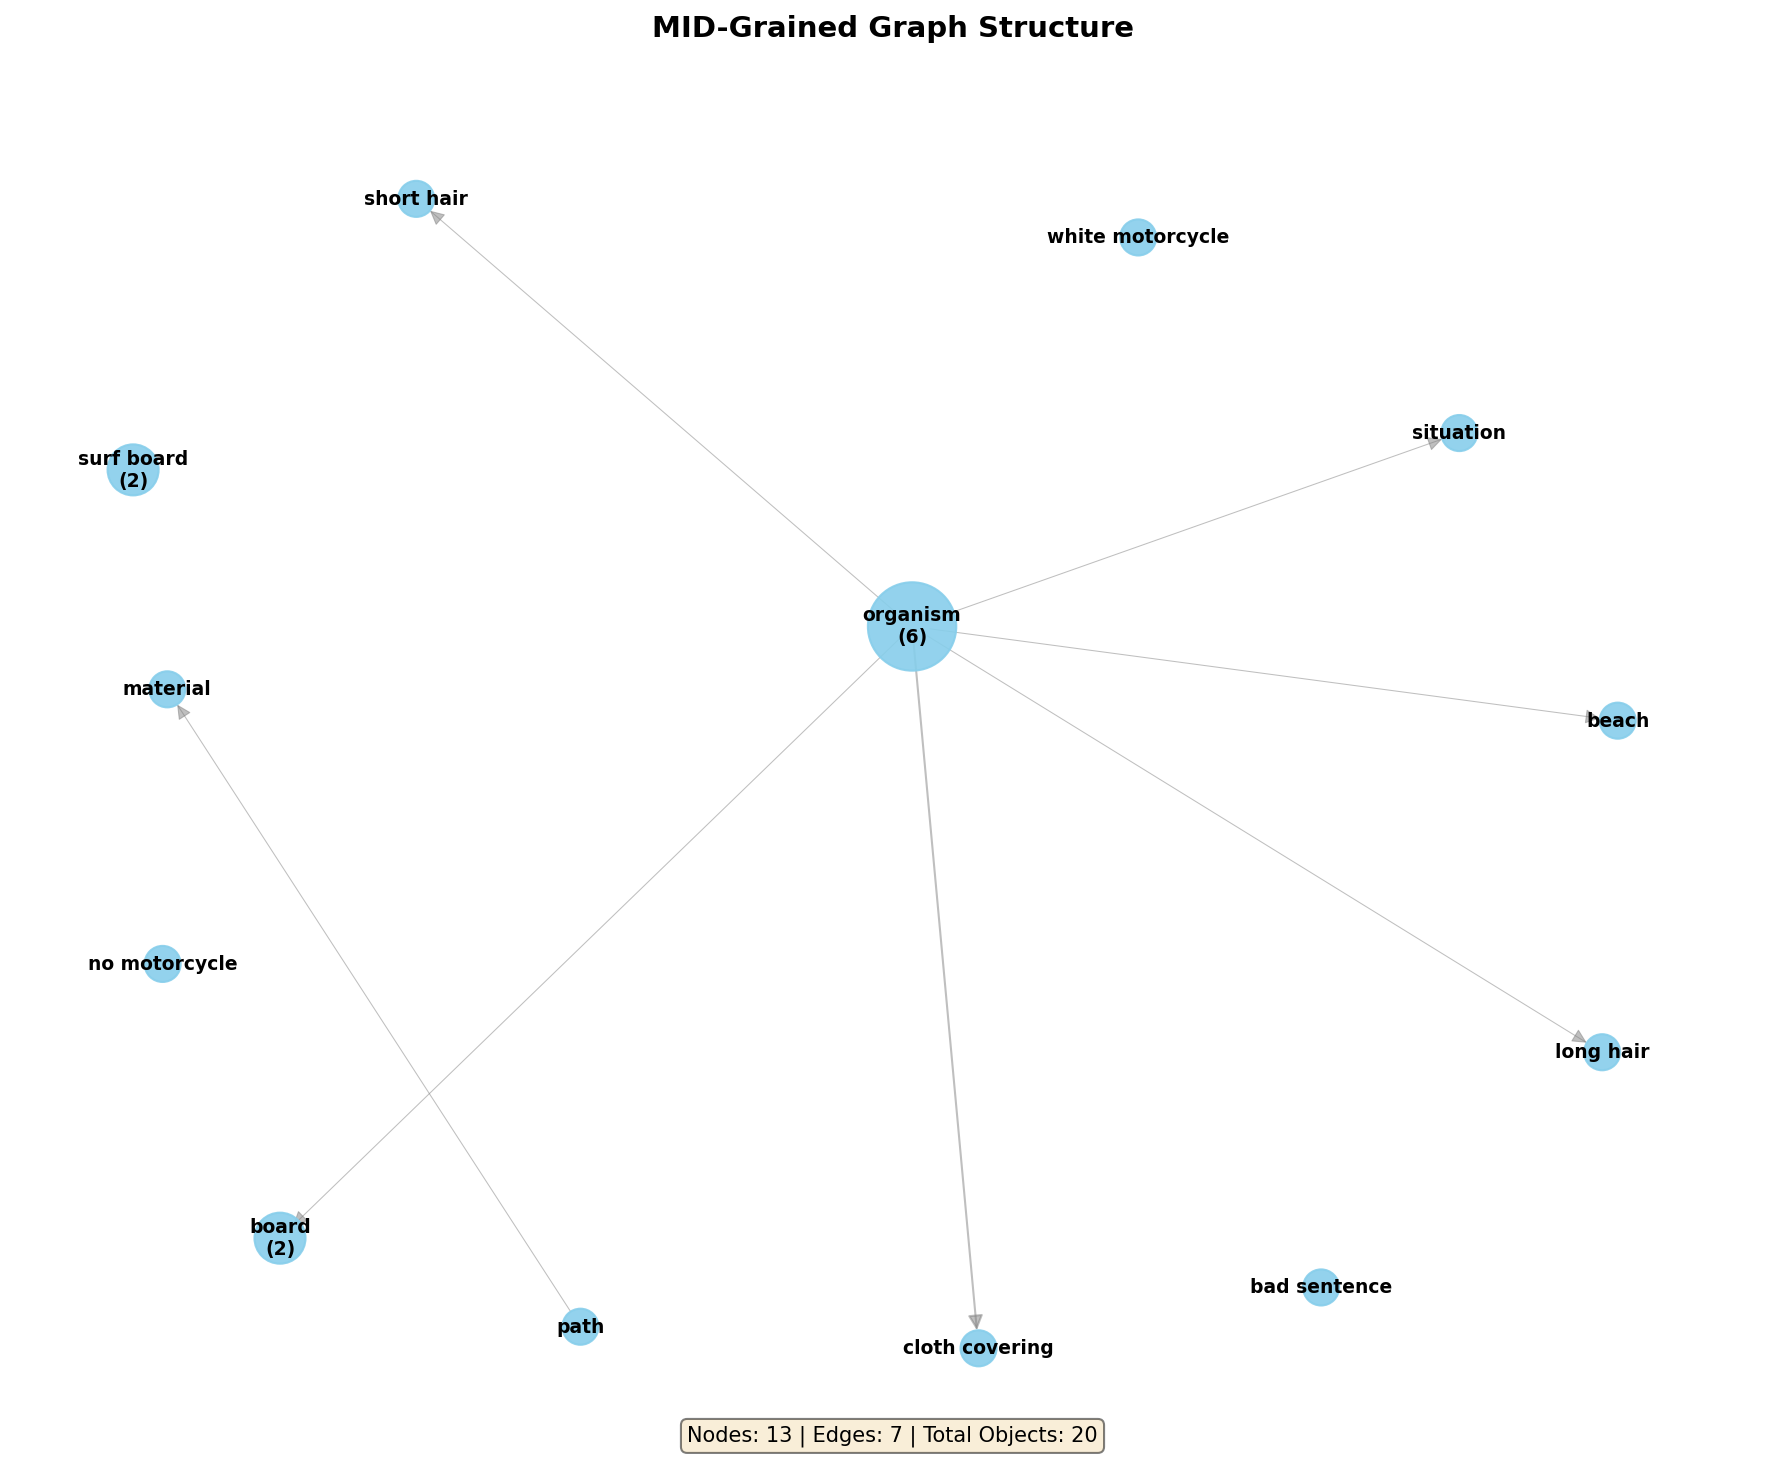 MID-Grained Graph Structure
short hair
white motorcycle
situation
surf board
(2)
organism
(6)
material
beach
no motorcycle
long hair
board
(2)
bad sentence
path
cloth covering
Nodes: 13 | Edges: 7 | Total Objects: 20